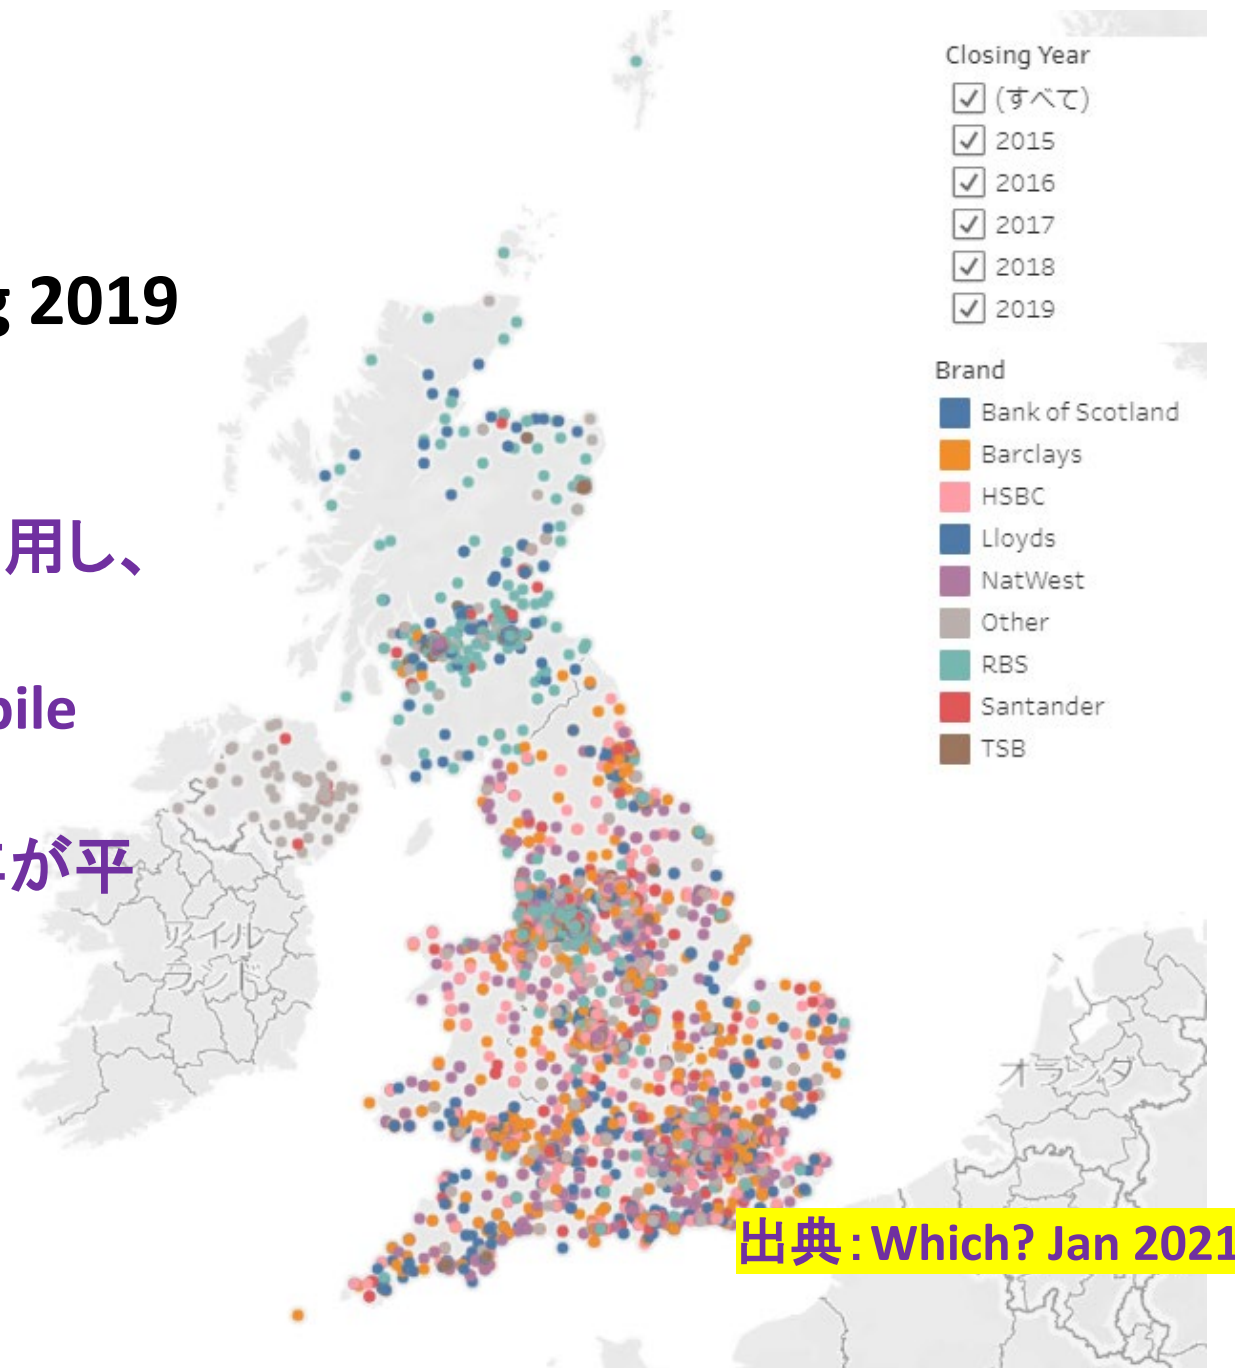 Closing Year
(すべて)
2015
2016
2017
2018
2019
g 2019
Brand
Bank of Scotland
Barclays
HSBC
Lloyds
NatWest
Other
RBS
Santander
TSB
用し、
bile
が平
S
アイル
ランド
オランダ
出典：Which? Jan 2021